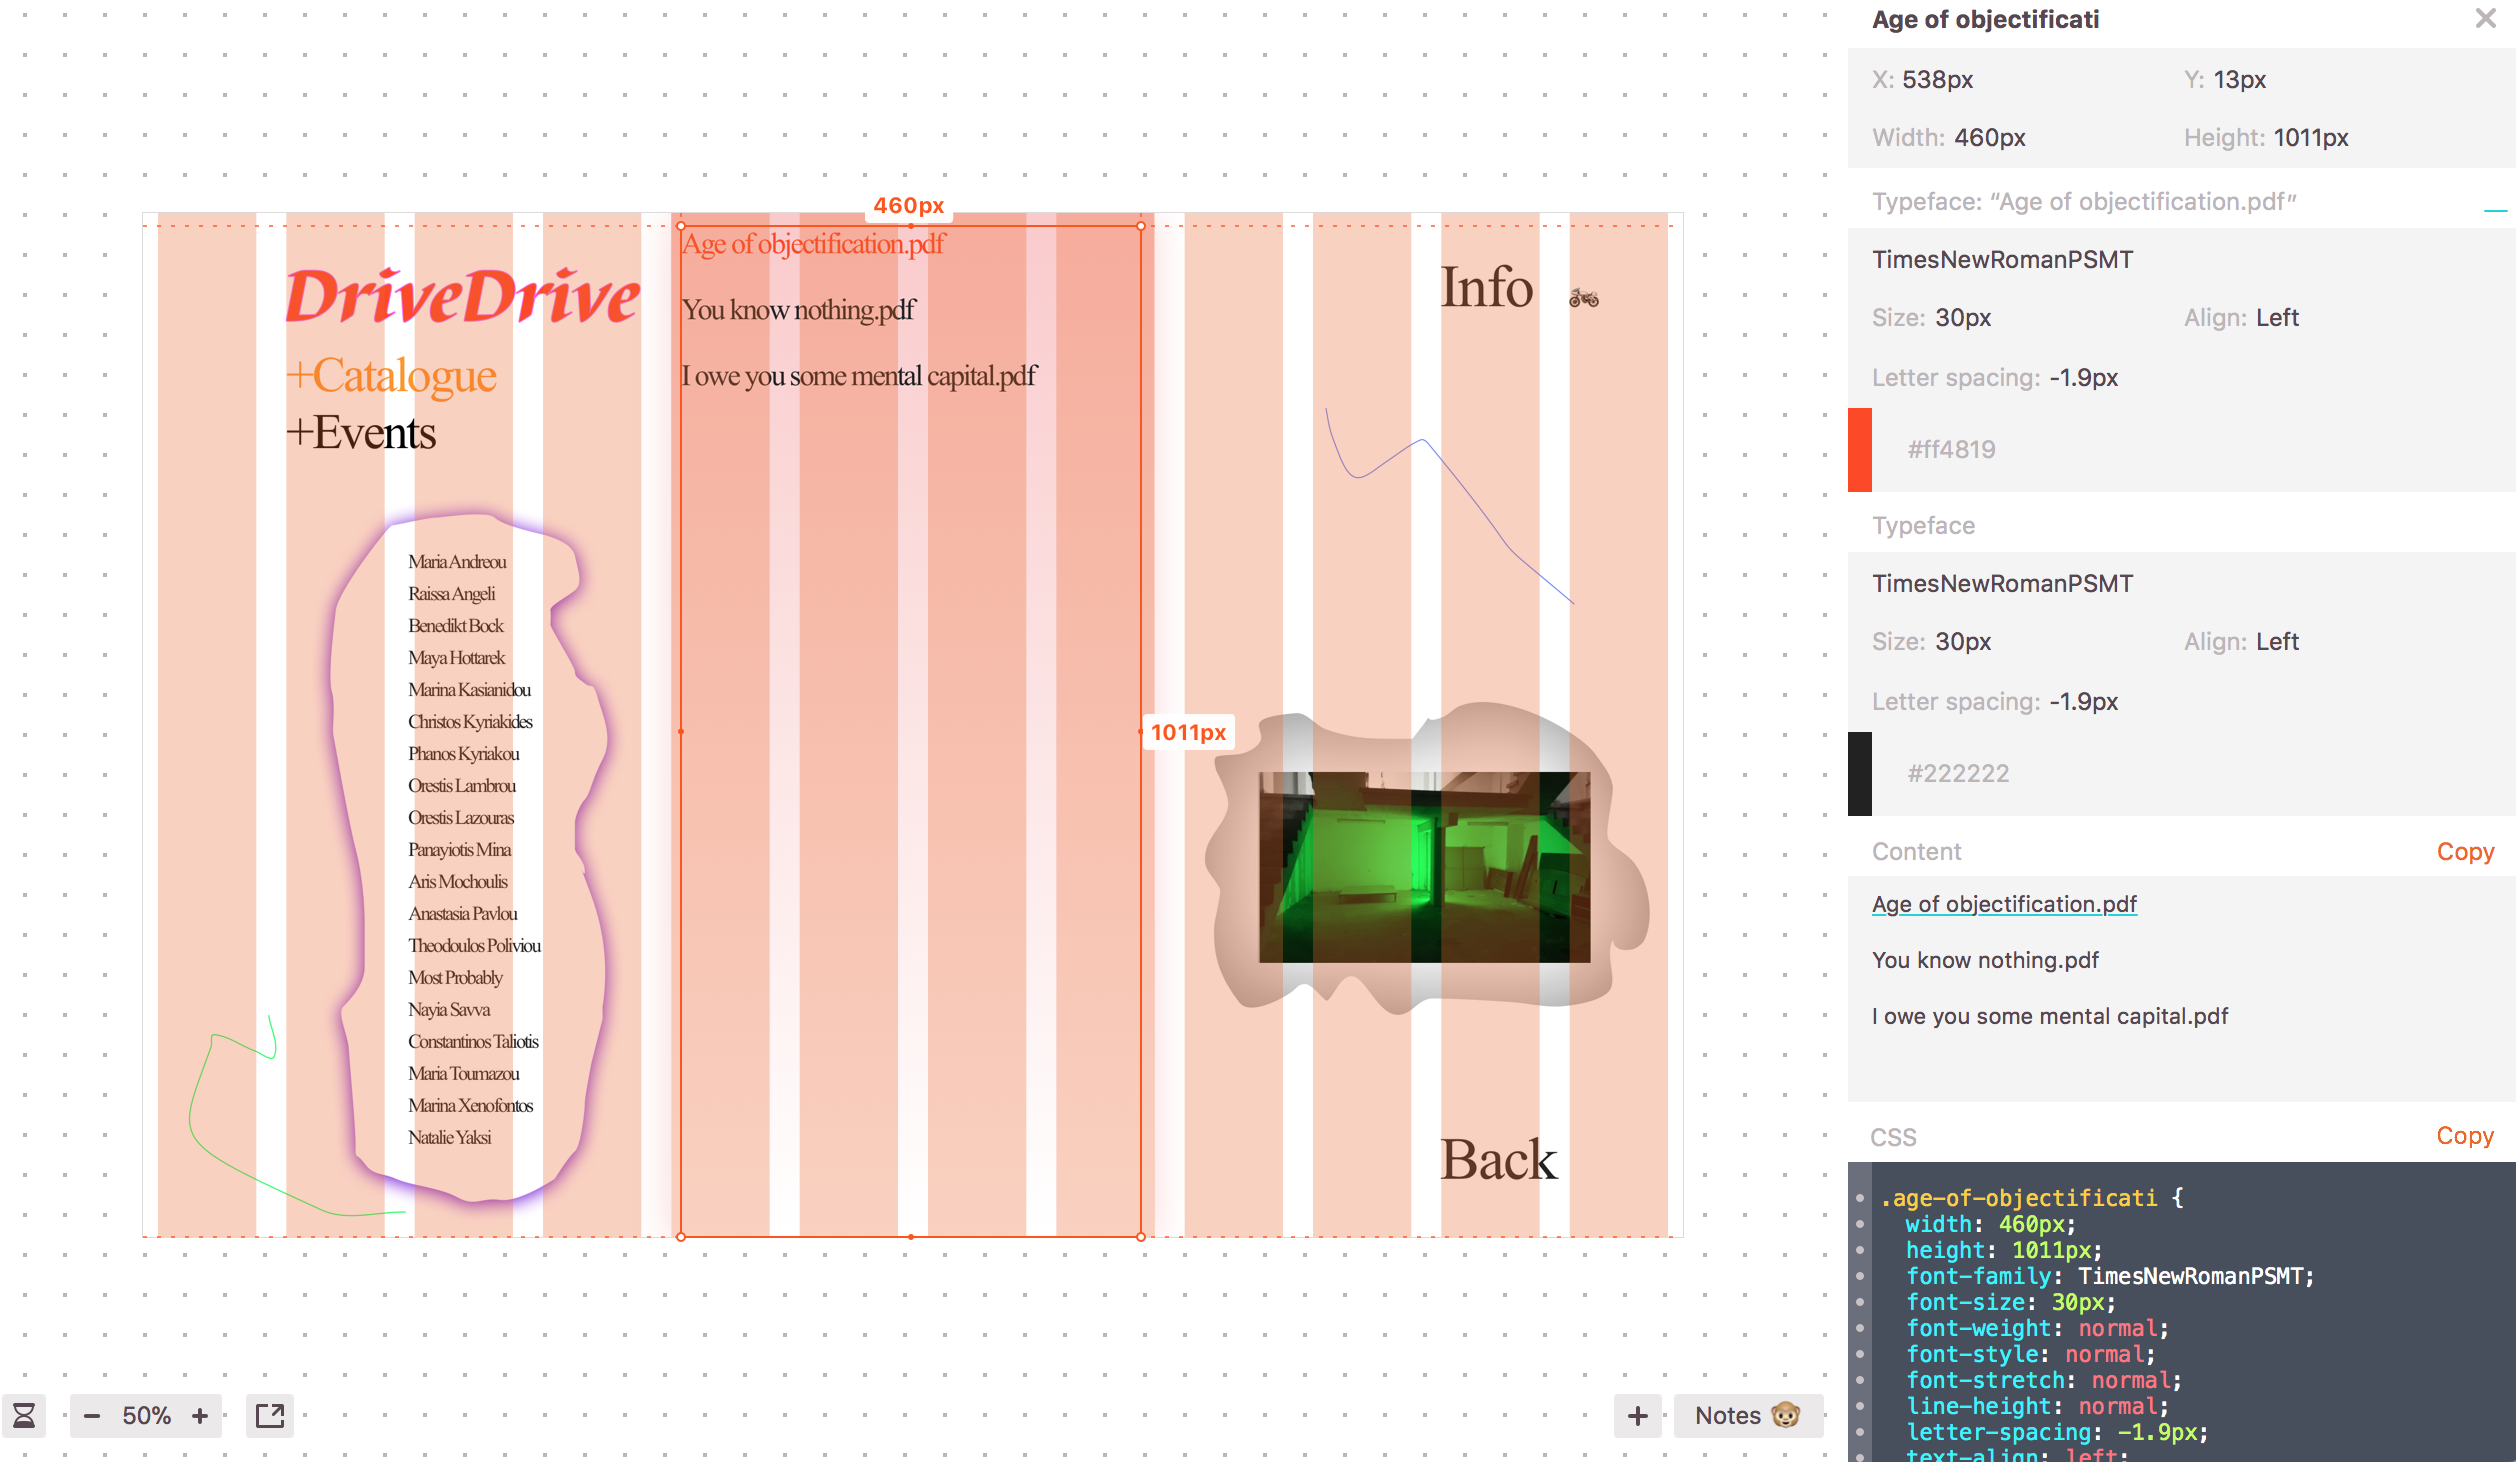 460px
Age of objectification.pdf
You know nothing.pdf
I owe you some mental capital.pdf
DriveDrive
+Catalogue
+Events
Info
Maria Andreou
Raissa Angeli
Benedikt Bock
Maya Hottarek
Marina Kasianidou
Christos Kyriakides
Phanos Kyriakou
Orestis Lambrou
Orestis Lazouras
Panayiotis Mina
Aris Mochoulis
Anastasia Pavlou
Theodoulos Poliviou
Most Probably
Nayia Savva
Constantinos Taliotis
Maria Toumazou
Marina Xenofontos
Natalie Yaksi
1011px
Back
50%
Notes
Age of objectificati
X: 538px Y: 13px
Width: 460px Height: 1011px
Typeface: “Age of objectification.pdf”
TimesNewRomanPSMT
Size: 30px Align: Left
Letter spacing: -1.9px
#ff4819
Typeface
TimesNewRomanPSMT
Size: 30px Align: Left
Letter spacing: -1.9px
#222222
Content Copy
Age of objectification.pdf
You know nothing.pdf
I owe you some mental capital.pdf
CSS Copy
.age-of-objectificati {
width: 460px;
height: 1011px;
font-family: TimesNewRomanPSMT;
font-size: 30px;
font-weight: normal;
font-style: normal;
font-stretch: normal;
line-height: normal;
letter-spacing: -1.9px;
text-align: left;